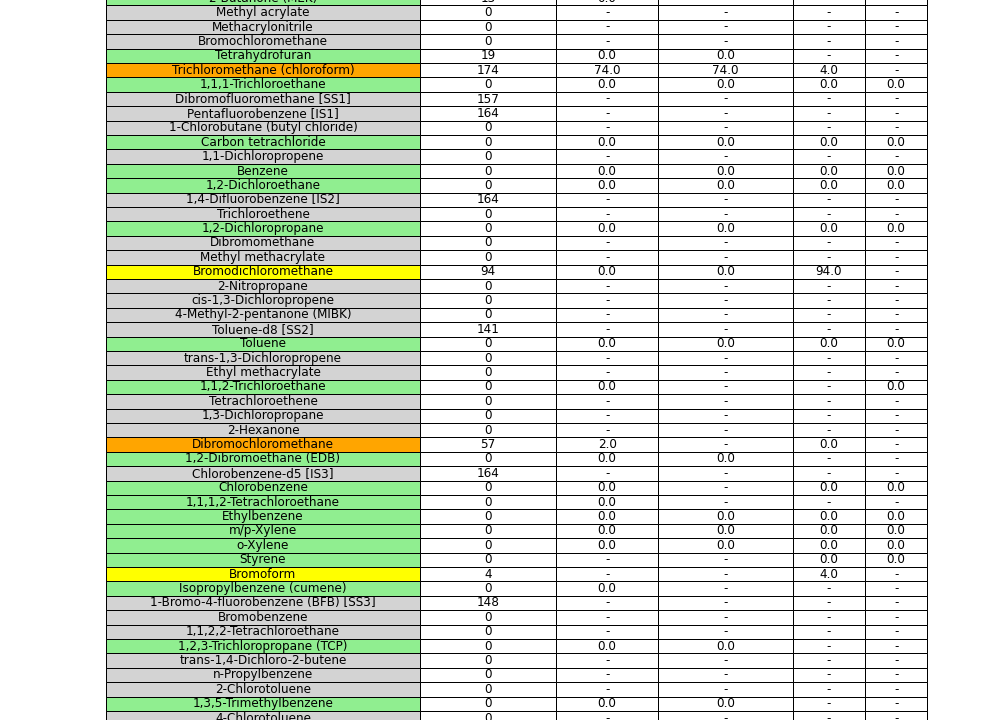 2-Butanone (MEK) 15 0.0 - - -
Methyl acrylate 0 - - - -
Methacrylonitrile 0 - - - -
Bromochloromethane 0 - - - -
Tetrahydrofuran 19 0.0 0.0 - -
Trichloromethane (chloroform) 174 74.0 74.0 4.0 -
1,1,1-Trichloroethane 0 0.0 0.0 0.0 0.0
Dibromofluoromethane [SS1] 157 - - - -
Pentafluorobenzene [IS1] 164 - - - -
1-Chlorobutane (butyl chloride) 0 - - - -
Carbon tetrachloride 0 0.0 0.0 0.0 0.0
1,1-Dichloropropene 0 - - - -
Benzene 0 0.0 0.0 0.0 0.0
1,2-Dichloroethane 0 0.0 0.0 0.0 0.0
1,4-Difluorobenzene [IS2] 164 - - - -
Trichloroethene 0 - - - -
1,2-Dichloropropane 0 0.0 0.0 0.0 0.0
Dibromomethane 0 - - - -
Methyl methacrylate 0 - - - -
Bromodichloromethane 94 0.0 0.0 94.0 -
2-Nitropropane 0 - - - -
cis-1,3-Dichloropropene 0 - - - -
4-Methyl-2-pentanone (MIBK) 0 - - - -
Toluene-d8 [SS2] 141 - - - -
Toluene 0 0.0 0.0 0.0 0.0
trans-1,3-Dichloropropene 0 - - - -
Ethyl methacrylate 0 - - - -
1,1,2-Trichloroethane 0 0.0 - - 0.0
Tetrachloroethene 0 - - - -
1,3-Dichloropropane 0 - - - -
2-Hexanone 0 - - - -
Dibromochloromethane 57 2.0 - 0.0 -
1,2-Dibromoethane (EDB) 0 0.0 0.0 - -
Chlorobenzene-d5 [IS3] 164 - - - -
Chlorobenzene 0 0.0 - 0.0 0.0
1,1,1,2-Tetrachloroethane 0 0.0 - - -
Ethylbenzene 0 0.0 0.0 0.0 0.0
m/p-Xylene 0 0.0 0.0 0.0 0.0
o-Xylene 0 0.0 0.0 0.0 0.0
Styrene 0 - - 0.0 0.0
Bromoform 4 - - 4.0 -
Isopropylbenzene (cumene) 0 0.0 - - -
1-Bromo-4-fluorobenzene (BFB) [SS3] 148 - - - -
Bromobenzene 0 - - - -
1,1,2,2-Tetrachloroethane 0 - - - -
1,2,3-Trichloropropane (TCP) 0 0.0 0.0 - -
trans-1,4-Dichloro-2-butene 0 - - - -
n-Propylbenzene 0 - - - -
2-Chlorotoluene 0 - - - -
1,3,5-Trimethylbenzene 0 0.0 0.0 - -
4-Chlorotoluene 0 - - - -